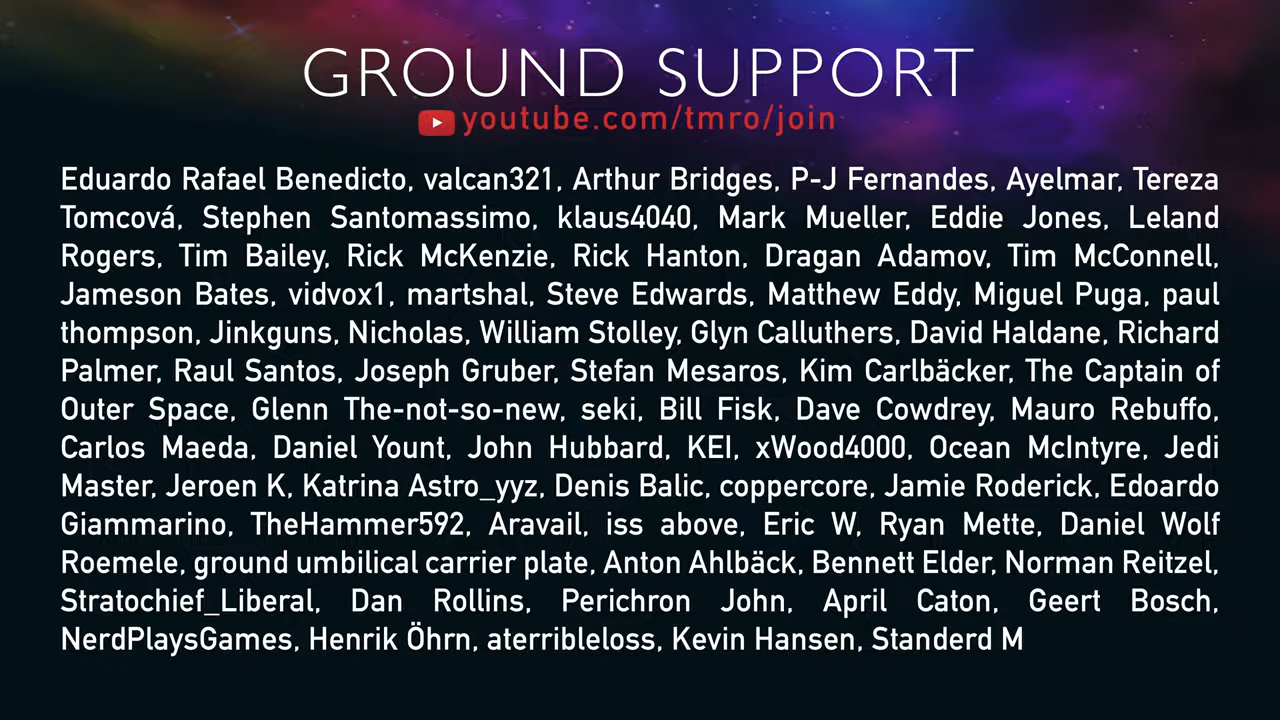 GROUND SUPPORT
youtube.com/tmro/join
Eduardo Rafael Benedicto, valcan321, Arthur Bridges, P-J Fernandes, Ayelmar, Tereza
Tomcová, Stephen Santomassimo, klaus4040, Mark Mueller, Eddie Jones, Leland
Rogers, Tim Bailey, Rick McKenzie, Rick Hanton, Dragan Adamov, Tim McConnell,
Jameson Bates, vidvox1, martshal, Steve Edwards, Matthew Eddy, Miguel Puga, paul
thompson, Jinkguns, Nicholas, William Stolley, Glyn Calluthers, David Haldane, Richard
Palmer, Raul Santos, Joseph Gruber, Stefan Mesaros, Kim Carlbäcker, The Captain of
Outer Space, Glenn The-not-so-new, seki, Bill Fisk, Dave Cowdrey, Mauro Rebuffo,
Carlos Maeda, Daniel Yount, John Hubbard, KEI, xWood4000, Ocean McIntyre, Jedi
Master, Jeroen K, Katrina Astro_yyz, Denis Balic, coppercore, Jamie Roderick, Edoardo
Giammarino, TheHammer592, Aravail, iss above, Eric W, Ryan Mette, Daniel Wolf
Roemele, ground umbilical carrier plate, Anton Ahlbäck, Bennett Elder, Norman Reitzel,
Stratochief_Liberal, Dan Rollins, Perichron John, April Caton, Geert Bosch,
NerdPlaysGames, Henrik Öhrn, aterribleloss, Kevin Hansen, Standerd M